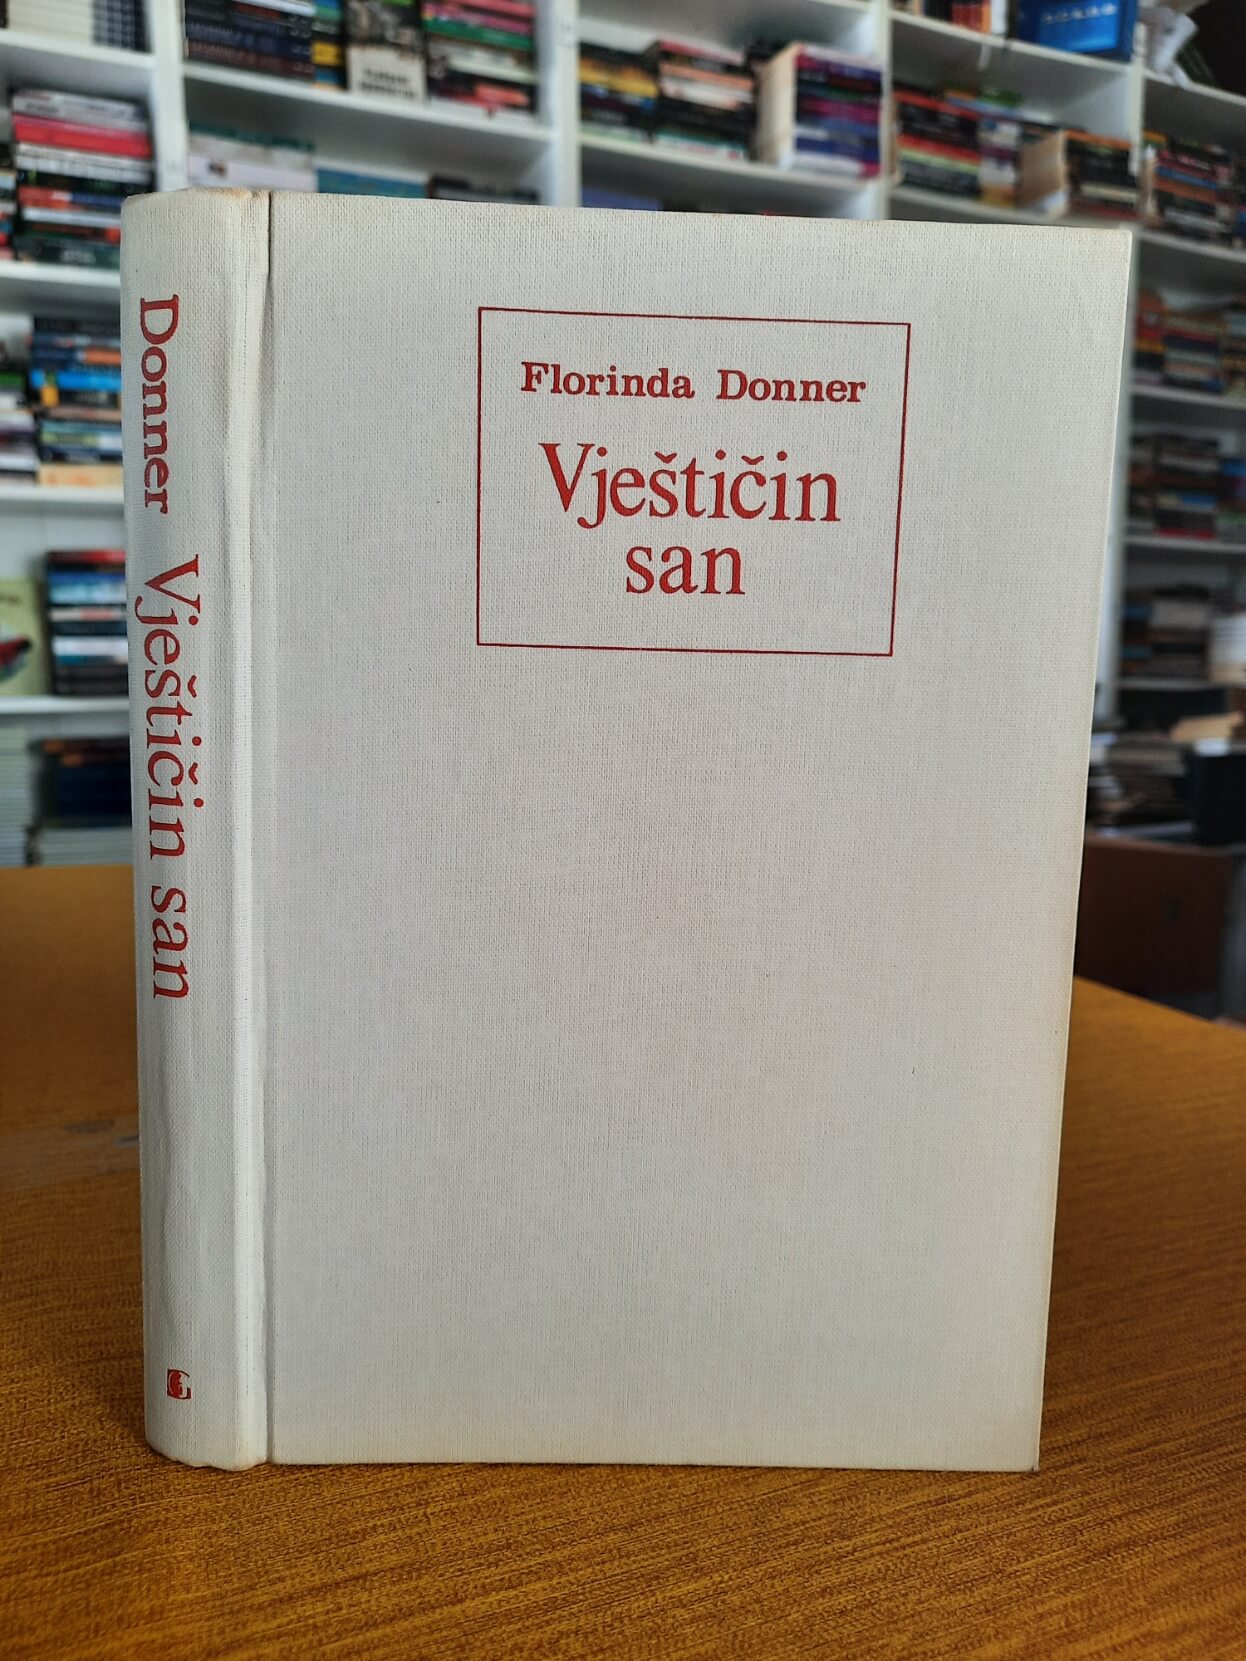 Donner Vještičin san
Florinda Donner
Vještičin
san